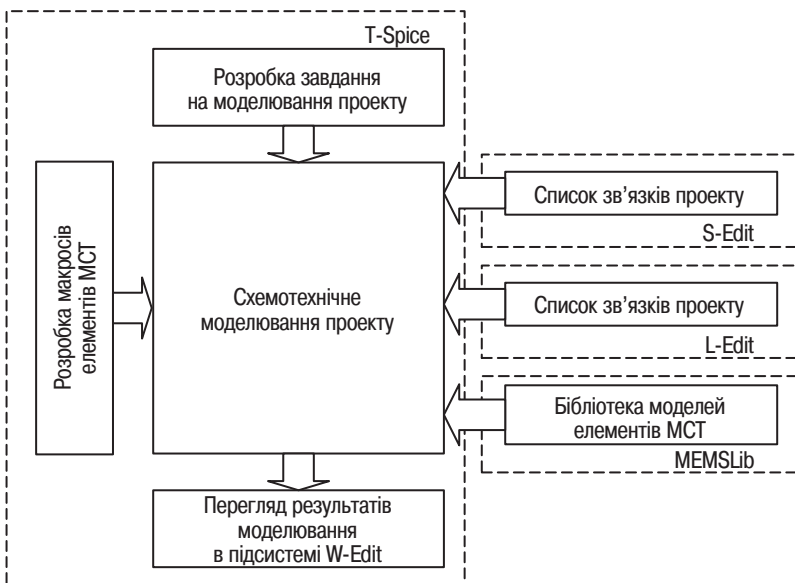 T-Spice
Розробка завдання
на моделювання проекту
Розробка макросів
елементів МСТ
Схемотехнічне
моделювання проекту
Список зв'язків проекту
S-Edit
Список зв'язків проекту
L-Edit
Бібліотека моделей
елементів МСТ
MEMSLib
Перегляд результатів
моделювання
в підсистемі W-Edit